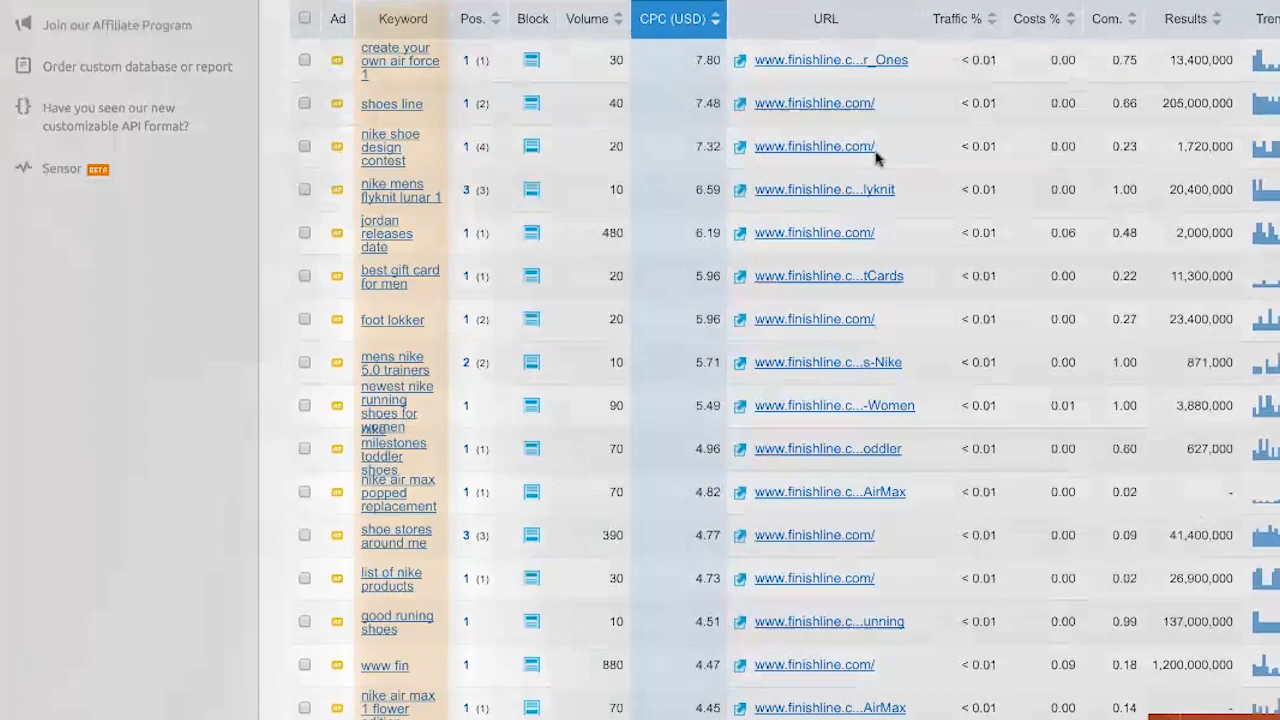 Join our Affiliate Program
Order custom database or report
Have you seen our new
customizable API format?
Sensor BETA
Ad Keyword Pos. Block Volume CPC (USD) URL Traffic % Costs % Com. Results Tren
create your
own air force
1
1 (1) 30 7.80 www.finishline.c...r_Ones < 0.01 0.00 0.75 13,400,000
shoes line 1 (2) 40 7.48 www.finishline.com/ < 0.01 0.00 0.66 205,000,000
nike shoe
design
contest
1 (4) 20 7.32 www.finishline.com/ < 0.01 0.00 0.23 1,720,000
nike mens
flyknit lunar 1
3 (3) 10 6.59 www.finishline.c...lyknit < 0.01 0.00 1.00 20,400,000
jordan
releases
date
1 (1) 480 6.19 www.finishline.com/ < 0.01 0.06 0.48 2,000,000
best gift card
for men
1 (1) 20 5.96 www.finishline.c...tCards < 0.01 0.00 0.22 11,300,000
foot lokker 1 (2) 20 5.96 www.finishline.com/ < 0.01 0.00 0.27 23,400,000
mens nike
5.0 trainers
2 (2) 10 5.71 www.finishline.c...s-Nike < 0.01 0.00 1.00 871,000
newest nike
running
shoes for
women
1 90 5.49 www.finishline.c...-Women < 0.01 0.01 1.00 3,880,000
nike
milestones
toddler
shoes
1 (1) 70 4.96 www.finishline.c...oddler < 0.01 0.00 0.60 627,000
nike air max
popped
replacement
1 (1) 70 4.82 www.finishline.c...AirMax < 0.01 0.00 0.02 -
shoe stores
around me
3 (3) 390 4.77 www.finishline.com/ < 0.01 0.00 0.09 41,400,000
list of nike
products
1 (1) 30 4.73 www.finishline.com/ < 0.01 0.00 0.02 26,900,000
good runing
shoes
1 10 4.51 www.finishline.c...unning < 0.01 0.00 0.99 137,000,000
www fin 1 880 4.47 www.finishline.com/ < 0.01 0.09 0.18 1,200,000,000
nike air max
1 flower
1 (1) 70 4.45 www.finishline.c...AirMax < 0.01 0.00 0.14 -